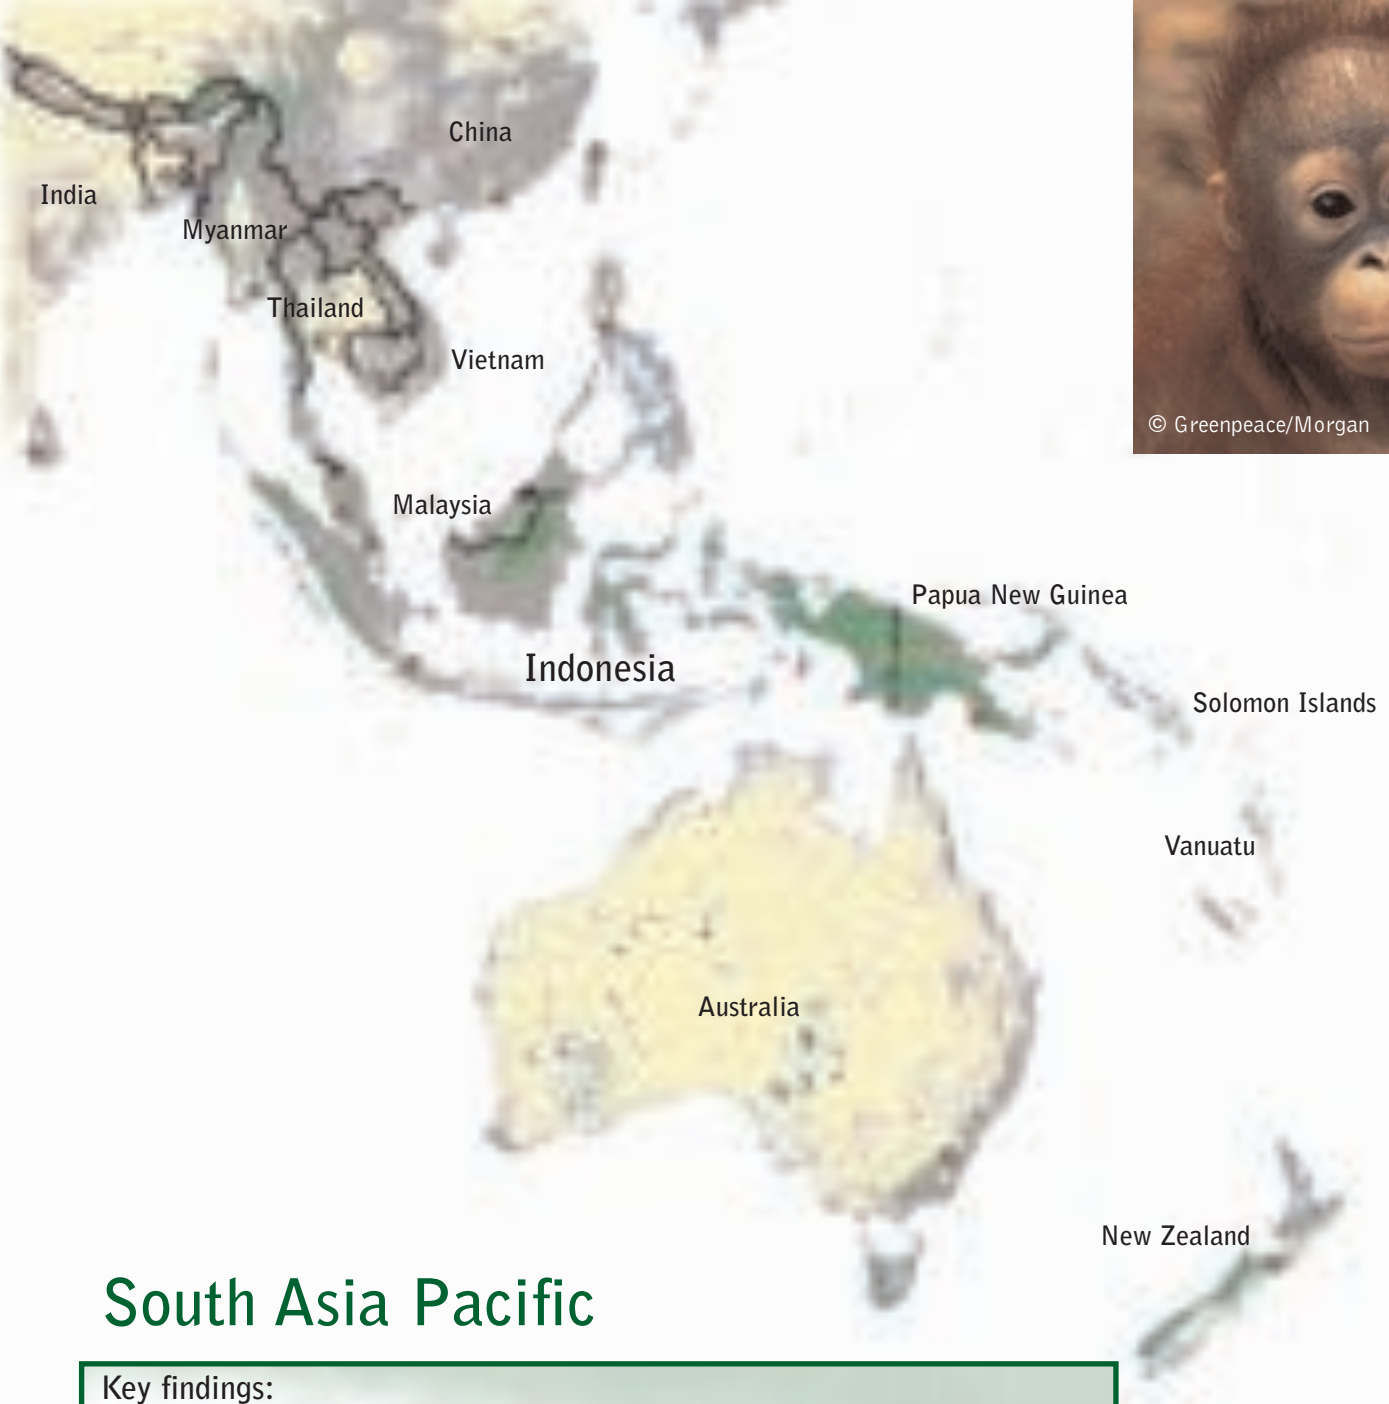 China
India
Myanmar
Thailand
Vietnam
© Greenpeace/Morgan
Malaysia
Papua New Guinea
Indonesia
Solomon Islands
Vanuatu
Australia
New Zealand
South Asia Pacific
Key findings: